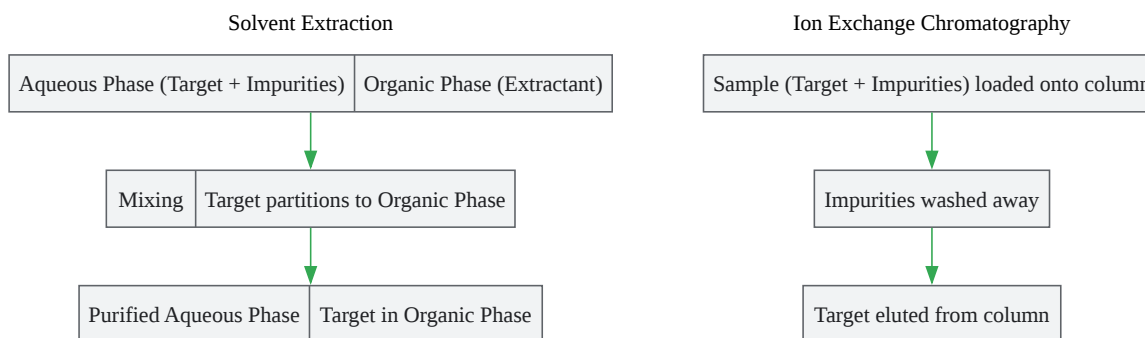 Solvent Extraction
Aqueous Phase (Target + Impurities)
Organic Phase (Extractant)
Mixing
Target partitions to Organic Phase
Purified Aqueous Phase
Target in Organic Phase
Ion Exchange Chromatography
Sample (Target + Impurities) loaded onto column
Impurities washed away
Target eluted from column